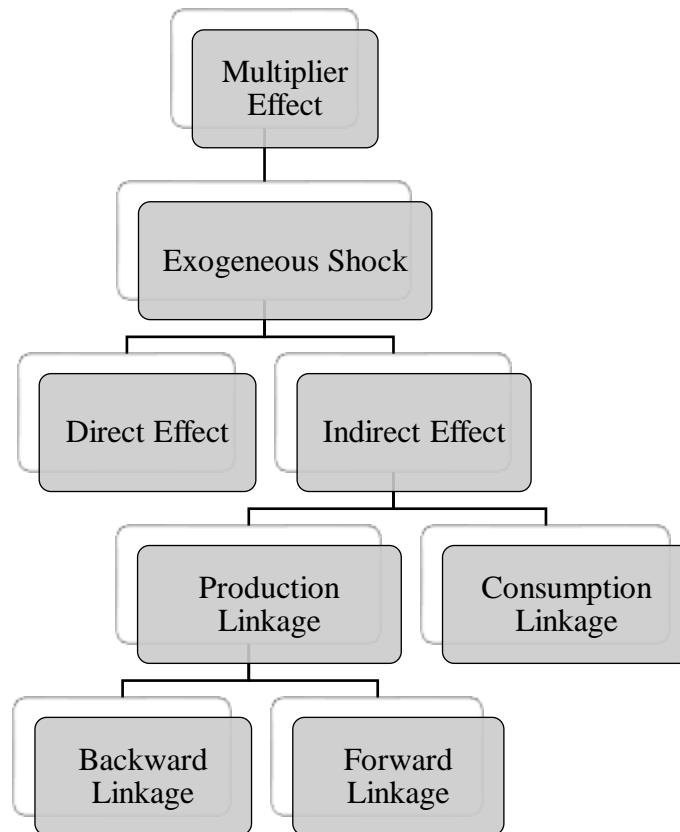 Multiplier
Effect
Exogeneous Shock
Direct Effect
Indirect Effect
Production
Linkage
Consumption
Linkage
Backward
Linkage
Forward
Linkage